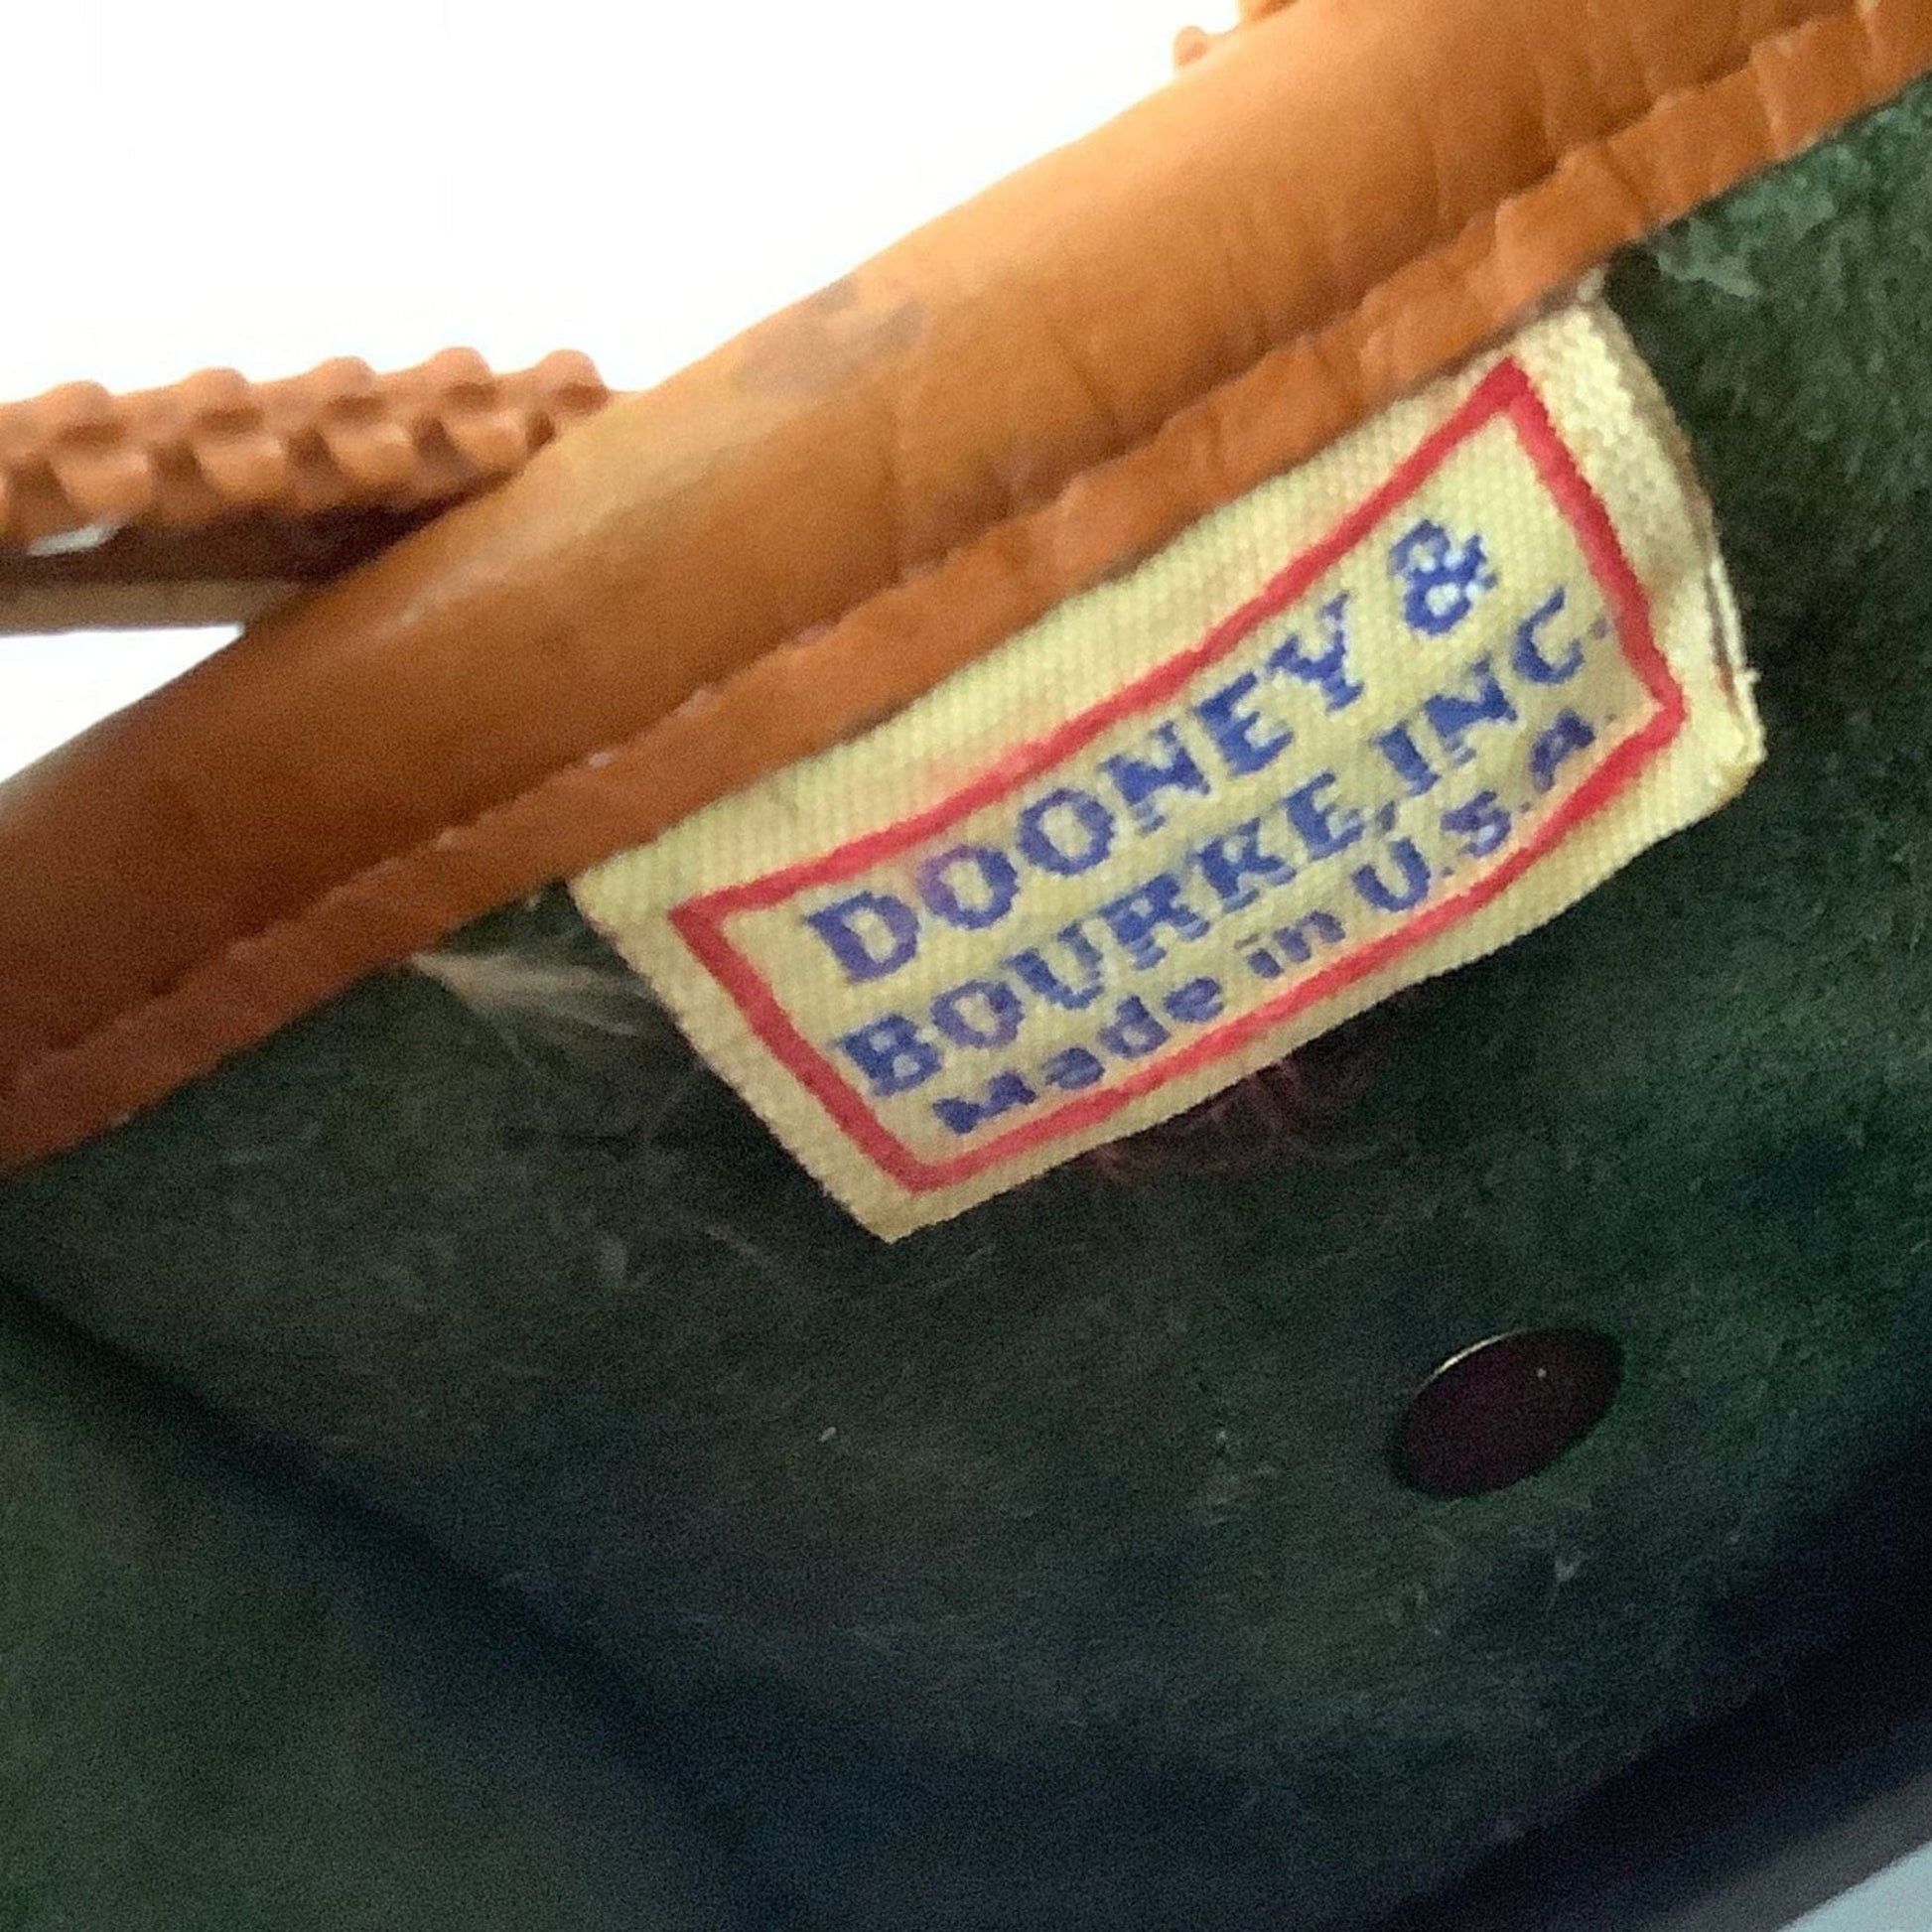 DOONEY &
BOURKE, INC.
Made in U.S.A.